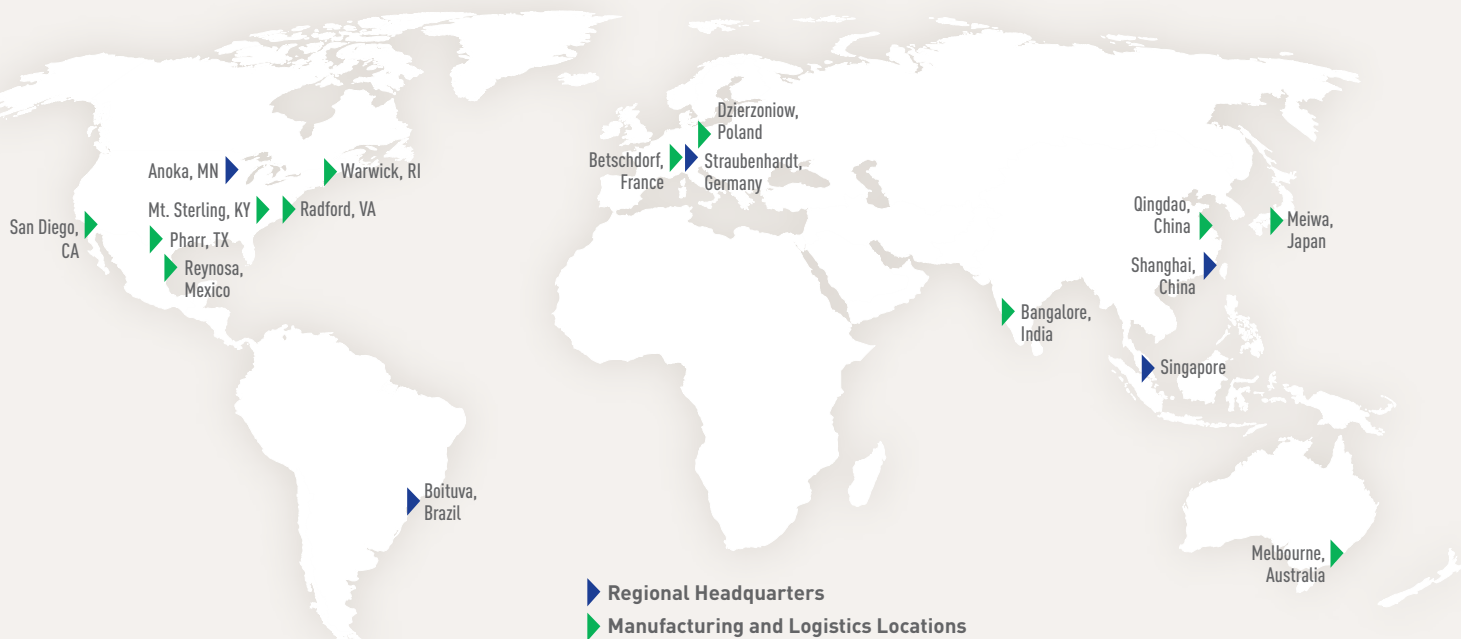 Anoka, MN
Warwick, RI
Mt. Sterling, KY
Radford, VA
San Diego,
CA
Pharr, TX
Reynosa,
Mexico
Boituva,
Brazil
Dzierzoniow,
Poland
Betschdorf,
France
Straubenhardt,
Germany
Qingdao,
China
Meiwa,
Japan
Shanghai,
China
Bangalore,
India
Singapore
Melbourne,
Australia
Regional Headquarters
Manufacturing and Logistics Locations